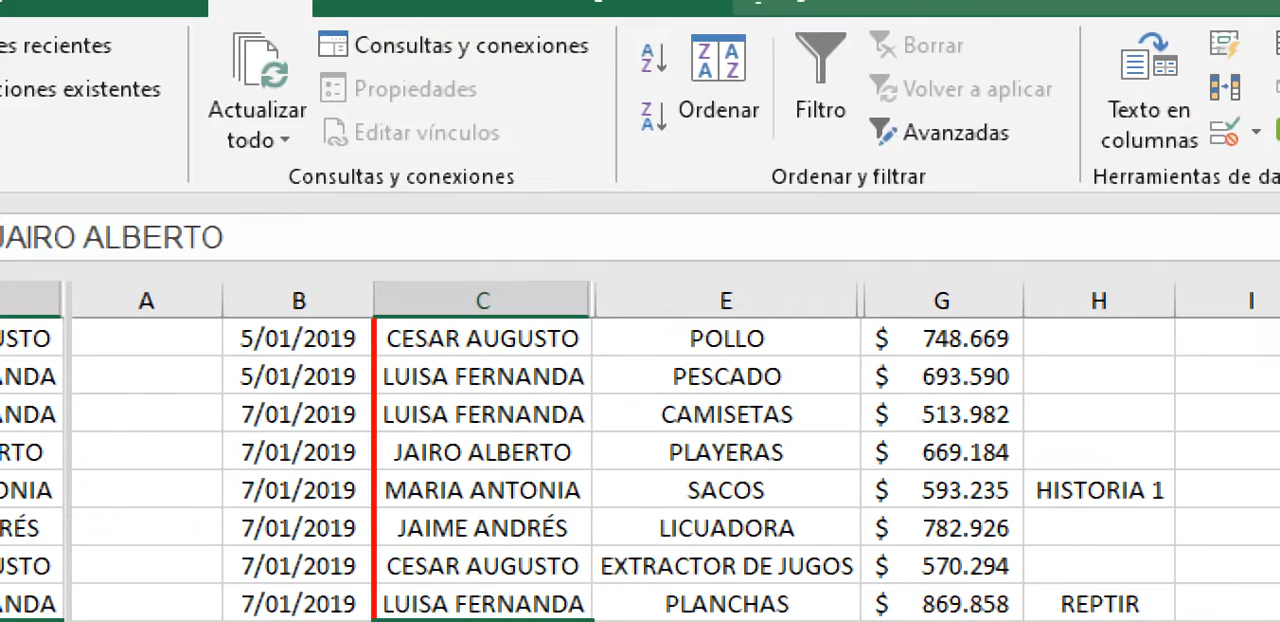 es recientes
iones existentes
Actualizar
todo
Consultas y conexiones
Propiedades
Editar vínculos
Consultas y conexiones
Ordenar
Filtro
Borrar
Volver a aplicar
Avanzadas
Ordenar y filtrar
Texto en
columnas
Herramientas de da
JAIRO ALBERTO
A B C E G H I
USTO 5/01/2019 CESAR AUGUSTO POLLO $ 748.669
ANDA 5/01/2019 LUISA FERNANDA PESCADO $ 693.590
ANDA 7/01/2019 LUISA FERNANDA CAMISETAS $ 513.982
RTO 7/01/2019 JAIRO ALBERTO PLAYERAS $ 669.184
ONIA 7/01/2019 MARIA ANTONIA SACOS $ 593.235 HISTORIA 1
RÉS 7/01/2019 JAIME ANDRÉS LICUADORA $ 782.926
USTO 7/01/2019 CESAR AUGUSTO EXTRACTOR DE JUGOS $ 570.294
ANDA 7/01/2019 LUISA FERNANDA PLANCHAS $ 869.858 REPTIR